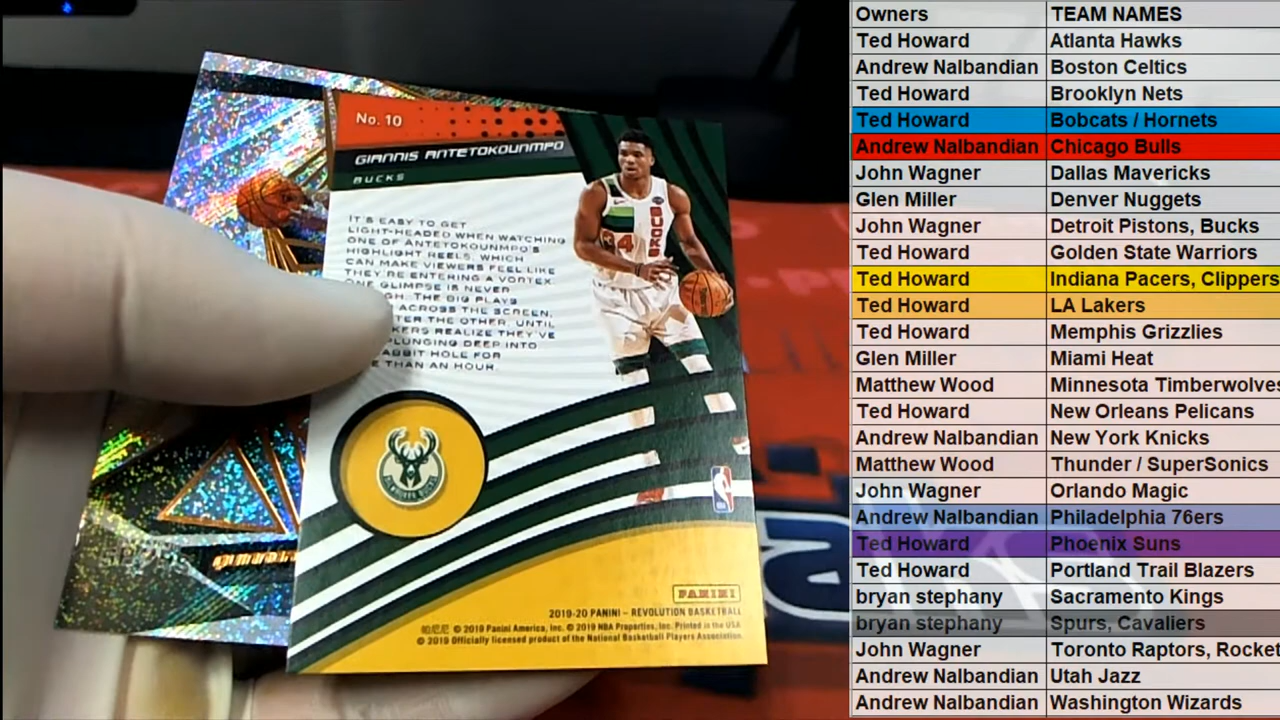 No. 10
GIANNIS ANTETOKOUNMPO
BUCKS
IT'S EASY TO GET
LIGHT-HEADED WHEN WATCHING
ONE OF ANTETOKOUNMPO'S
HIGHLIGHT REELS, WHICH
CAN MAKE VIEWERS FEEL LIKE
THEY'RE ENTERING A VORTEX.
ONE GLIMPSE IS NEVER
THE BIG PLAYS
ACROSS THE SCREEN,
THE OTHER, UNTIL
REALIZE THEY'VE
PLUNGING DEEP INTO
HOLE FOR
THAN AN HOUR.
BUCKS
PANINI
2019-20 PANINI – REVOLUTION BASKETBALL
帕尼尼 © 2019 Panini America, Inc. © 2019 NBA Properties, Inc. Printed in the USA
© 2019 Officially licensed product of the National Basketball Players Association.
Owners TEAM NAMES
Ted Howard Atlanta Hawks
Andrew Nalbandian Boston Celtics
Ted Howard Brooklyn Nets
Ted Howard Bobcats / Hornets
Andrew Nalbandian Chicago Bulls
John Wagner Dallas Mavericks
Glen Miller Denver Nuggets
John Wagner Detroit Pistons, Bucks
Ted Howard Golden State Warriors
Ted Howard Indiana Pacers, Clippers
Ted Howard LA Lakers
Ted Howard Memphis Grizzlies
Glen Miller Miami Heat
Matthew Wood Minnesota Timberwolves
Ted Howard New Orleans Pelicans
Andrew Nalbandian New York Knicks
Matthew Wood Thunder / SuperSonics
John Wagner Orlando Magic
Andrew Nalbandian Philadelphia 76ers
Ted Howard Phoenix Suns
Ted Howard Portland Trail Blazers
bryan stephany Sacramento Kings
bryan stephany Spurs, Cavaliers
John Wagner Toronto Raptors, Rocket
Andrew Nalbandian Utah Jazz
Andrew Nalbandian Washington Wizards